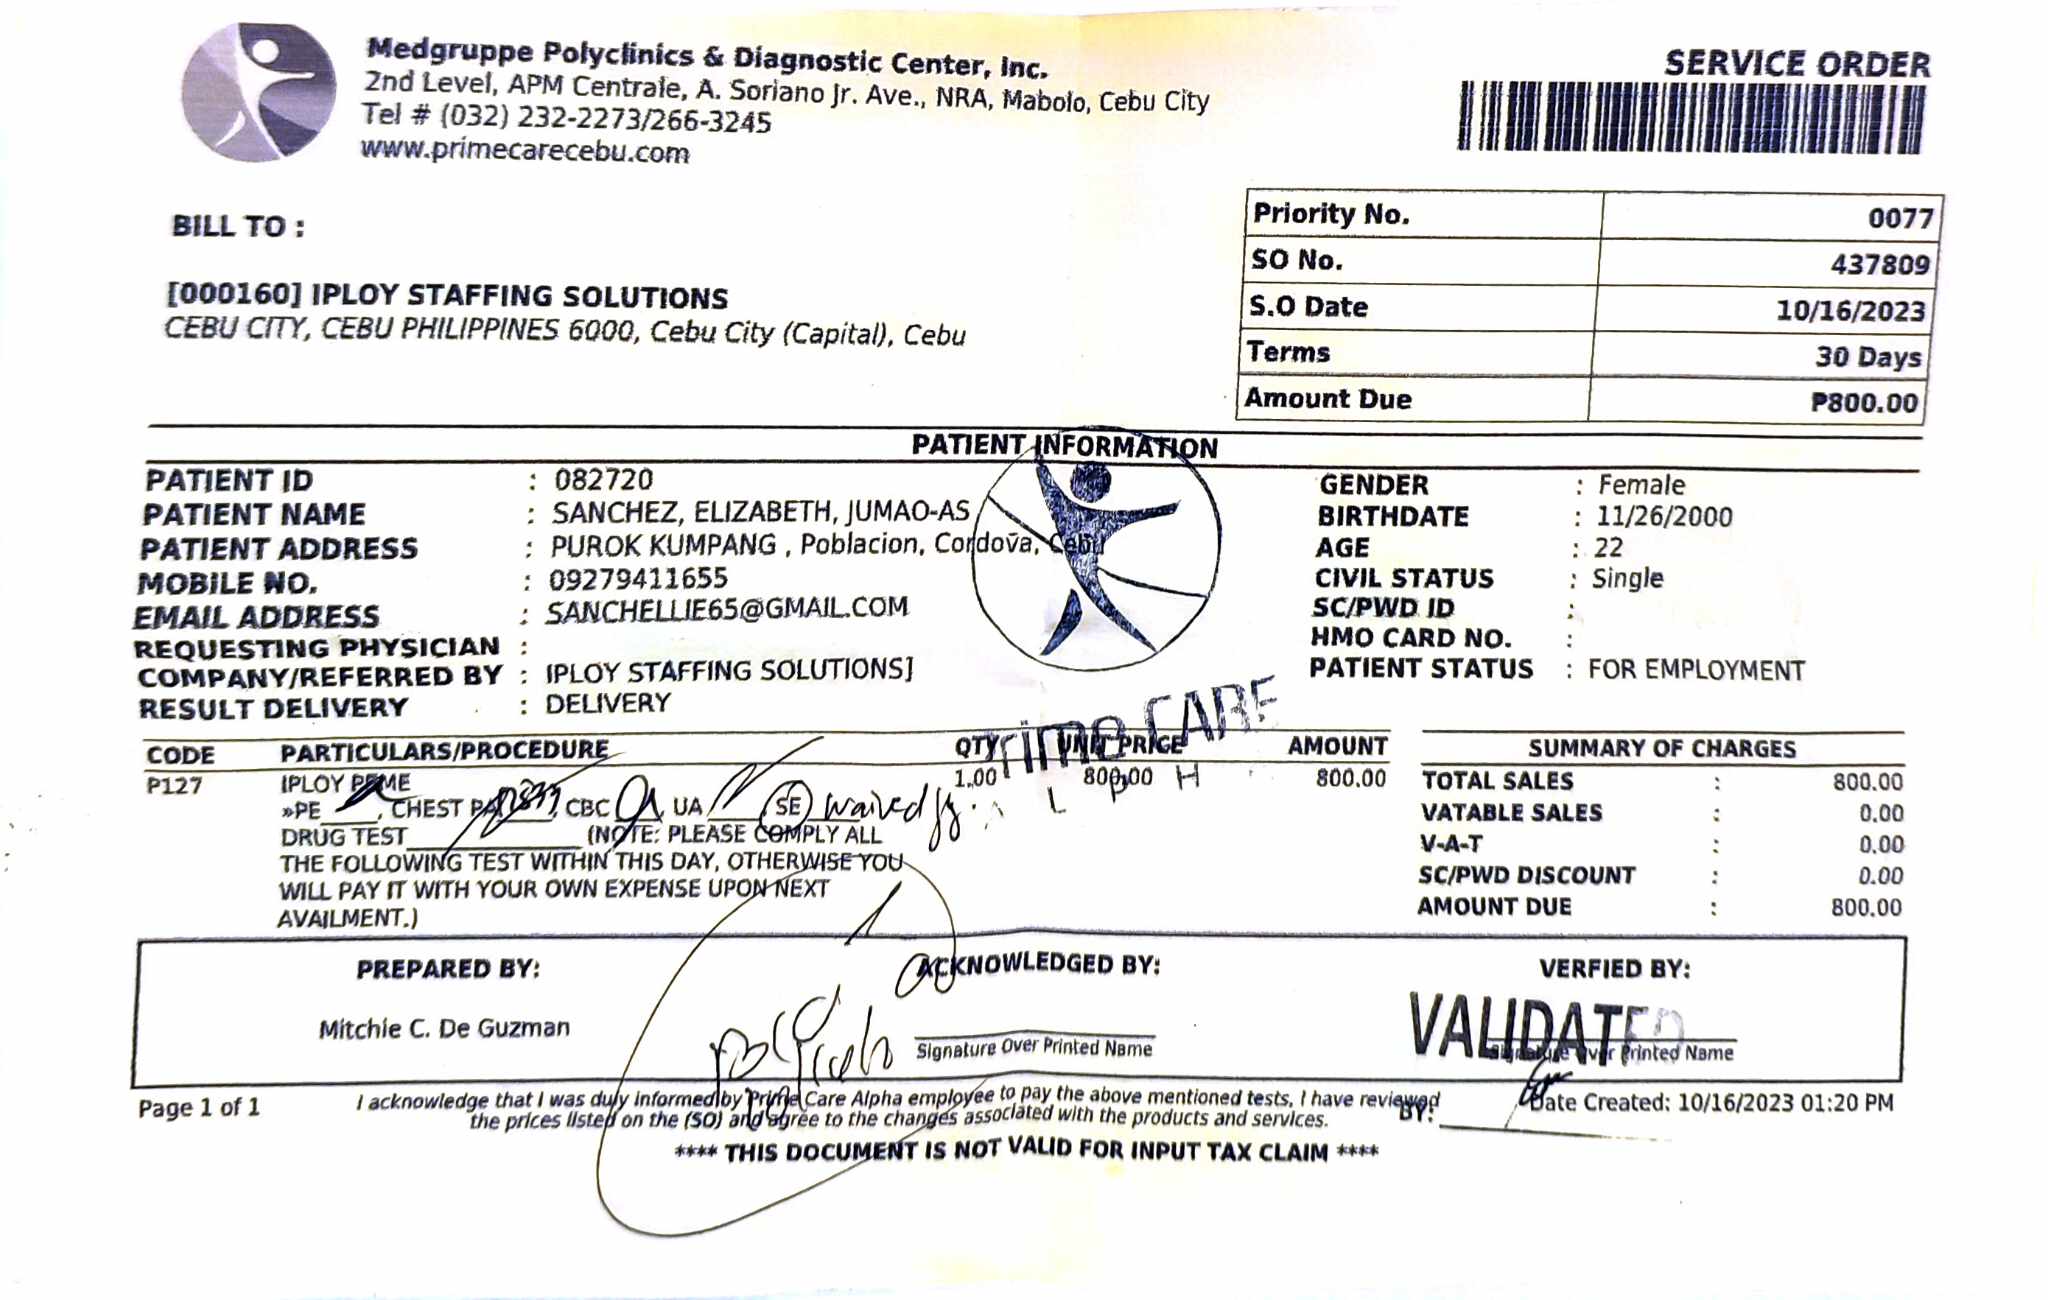 Medgruppe Polyclinics & Diagnostic Center, Inc.
2nd Level, APM Centrale, A. Soriano Jr. Ave., NRA, Mabolo, Cebu City
Tel # (032) 232-2273/266-3245
www.primecarecebu.com
SERVICE ORDER
BILL TO :
[000160] IPLOY STAFFING SOLUTIONS
CEBU CITY, CEBU PHILIPPINES 6000, Cebu City (Capital), Cebu
Priority No. 0077
SO No. 437809
S.O Date 10/16/2023
Terms 30 Days
Amount Due ₱800.00
PATIENT INFORMATION
PATIENT ID : 082720
PATIENT NAME : SANCHEZ, ELIZABETH, JUMAO-AS
PATIENT ADDRESS : PUROK KUMPANG , Poblacion, Cordova, Cebu
MOBILE NO. : 09279411655
EMAIL ADDRESS : SANCHELLIE65@GMAIL.COM
REQUESTING PHYSICIAN :
COMPANY/REFERRED BY : IPLOY STAFFING SOLUTIONS]
RESULT DELIVERY : DELIVERY
GENDER : Female
BIRTHDATE : 11/26/2000
AGE : 22
CIVIL STATUS : Single
SC/PWD ID :
HMO CARD NO. :
PATIENT STATUS : FOR EMPLOYMENT
Prime CARE
A L P H
CODE PARTICULARS/PROCEDURE QTY UNIT PRICE AMOUNT
P127 IPLOY PEME 1.00 800.00 800.00
»PE____, CHEST PA____, CBC____, UA____, SE____ waived
DRUG TEST____ (NOTE: PLEASE COMPLY ALL
THE FOLLOWING TEST WITHIN THIS DAY, OTHERWISE YOU
WILL PAY IT WITH YOUR OWN EXPENSE UPON NEXT
AVAILMENT.)
SUMMARY OF CHARGES
TOTAL SALES : 800.00
VATABLE SALES : 0.00
V-A-T : 0.00
SC/PWD DISCOUNT : 0.00
AMOUNT DUE : 800.00
PREPARED BY:
Mitchie C. De Guzman
ACKNOWLEDGED BY:
Signature Over Printed Name
VERFIED BY:
VALIDATED
Signature Over Printed Name
BY:
Page 1 of 1
I acknowledge that I was duly informed by Prime Care Alpha employee to pay the above mentioned tests, I have reviewed
the prices listed on the (SO) and agree to the changes associated with the products and services.
Date Created: 10/16/2023 01:20 PM
**** THIS DOCUMENT IS NOT VALID FOR INPUT TAX CLAIM ****